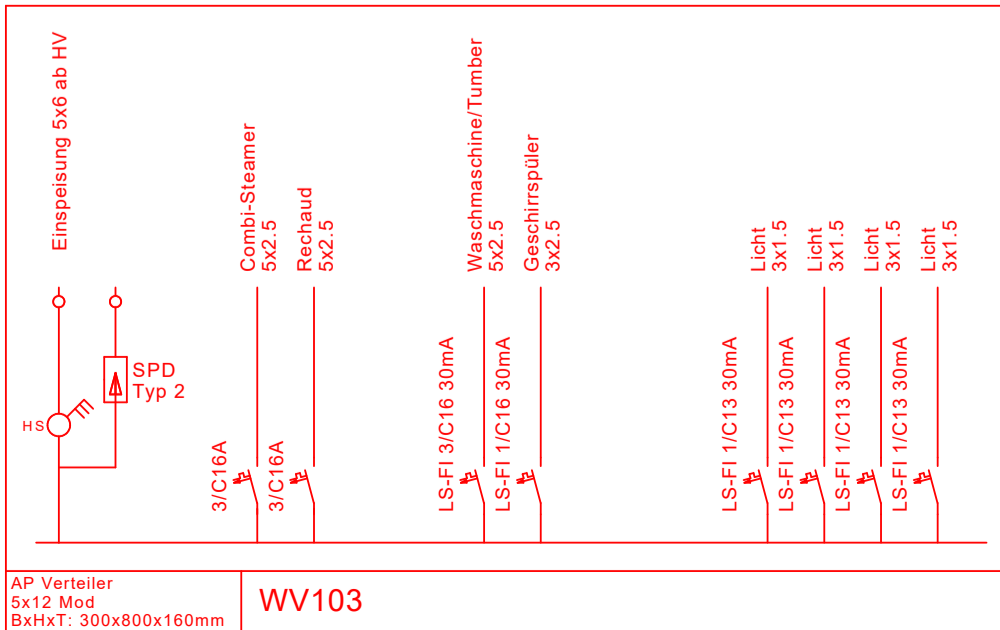 Einspeisung 5x6 ab HV
HS
SPD
Typ 2
Combi-Steamer
5x2.5
3/C16A
Rechaud
5x2.5
3/C16A
Waschmaschine/Tumber
5x2.5
LS-FI 3/C16 30mA
Geschirrspüler
3x2.5
LS-FI 1/C16 30mA
Licht
3x1.5
LS-FI 1/C13 30mA
Licht
3x1.5
LS-FI 1/C13 30mA
Licht
3x1.5
LS-FI 1/C13 30mA
Licht
3x1.5
LS-FI 1/C13 30mA
AP Verteiler
5x12 Mod
BxHxT: 300x800x160mm
WV103